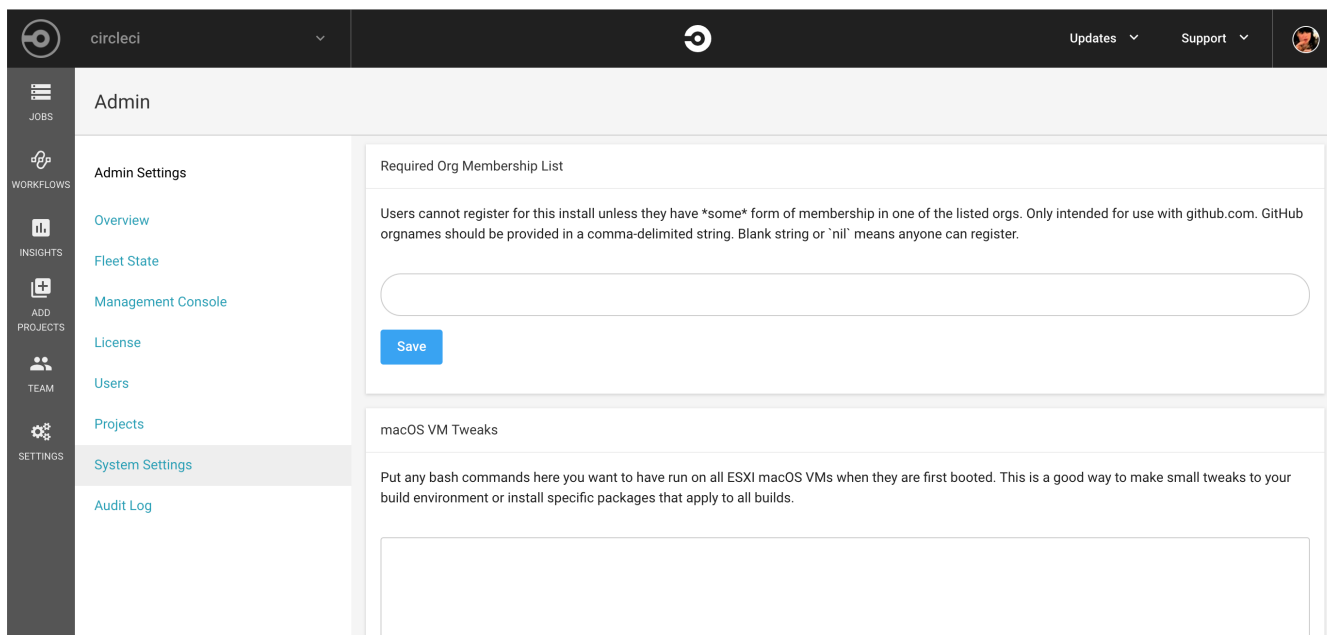 circleci
Updates
Support
JOBS
WORKFLOWS
INSIGHTS
ADD
PROJECTS
TEAM
SETTINGS
Admin
Admin Settings
Overview
Fleet State
Management Console
License
Users
Projects
System Settings
Audit Log
Required Org Membership List
Users cannot register for this install unless they have *some* form of membership in one of the listed orgs. Only intended for use with github.com. GitHub
orgnames should be provided in a comma-delimited string. Blank string or `nil` means anyone can register.
Save
macOS VM Tweaks
Put any bash commands here you want to have run on all ESXI macOS VMs when they are first booted. This is a good way to make small tweaks to your
build environment or install specific packages that apply to all builds.